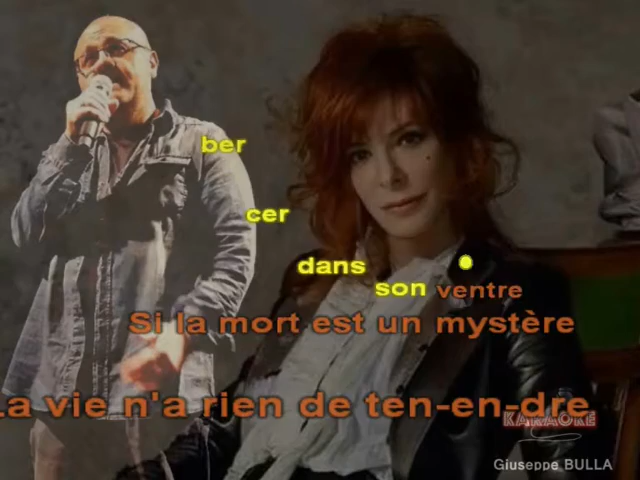 ber
cer
dans
son ventre
Si la mort est un mystère
La vie n'a rien de ten-en-dre
KARAOKÉ
Giuseppe BULLA